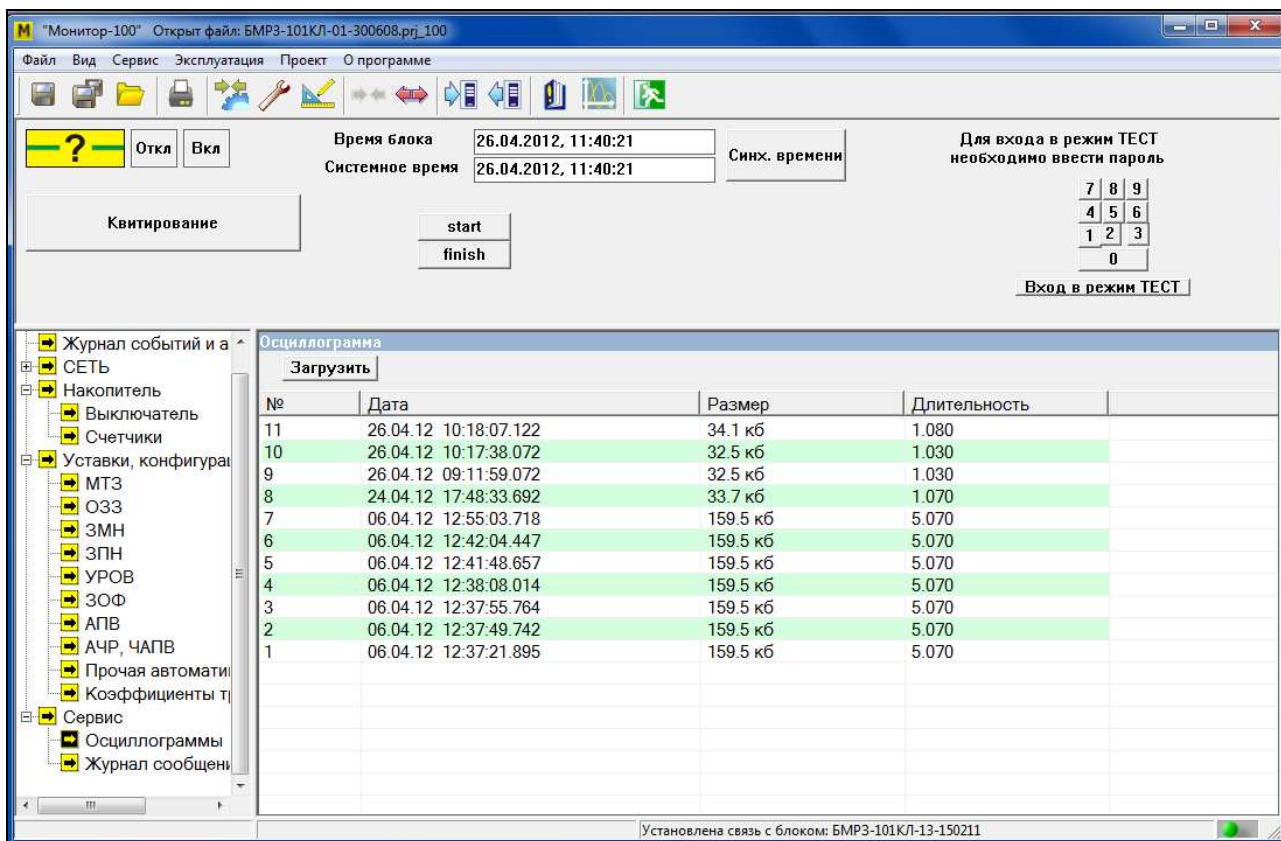 "Монитор-100" Открыт файл: БМРЗ-101КЛ-01-300608.prj_100
Файл Вид Сервис Эксплуатация Проект О программе
? Откл Вкл
Время блока 26.04.2012, 11:40:21
Системное время 26.04.2012, 11:40:21
Синх. времени
Для входа в режим ТЕСТ
необходимо ввести пароль
7 8 9
4 5 6
1 2 3
0
Вход в режим ТЕСТ
Квитирование
start
finish
Журнал событий и а
СЕТЬ
Накопитель
Выключатель
Счетчики
Уставки, конфигурац
МТЗ
ОЗЗ
ЗМН
ЗПН
УРОВ
ЗОФ
АПВ
АЧР, ЧАПВ
Прочая автомати
Коэффициенты т
Сервис
Осциллограммы
Журнал сообщен
Осциллограмма
Загрузить
№ Дата Размер Длительность
11 26.04.12 10:18:07.122 34.1 кб 1.080
10 26.04.12 10:17:38.072 32.5 кб 1.030
9 26.04.12 09:11:59.072 32.5 кб 1.030
8 24.04.12 17:48:33.692 33.7 кб 1.070
7 06.04.12 12:55:03.718 159.5 кб 5.070
6 06.04.12 12:42:04.447 159.5 кб 5.070
5 06.04.12 12:41:48.657 159.5 кб 5.070
4 06.04.12 12:38:08.014 159.5 кб 5.070
3 06.04.12 12:37:55.764 159.5 кб 5.070
2 06.04.12 12:37:49.742 159.5 кб 5.070
1 06.04.12 12:37:21.895 159.5 кб 5.070
Установлена связь с блоком: БМРЗ-101КЛ-13-150211